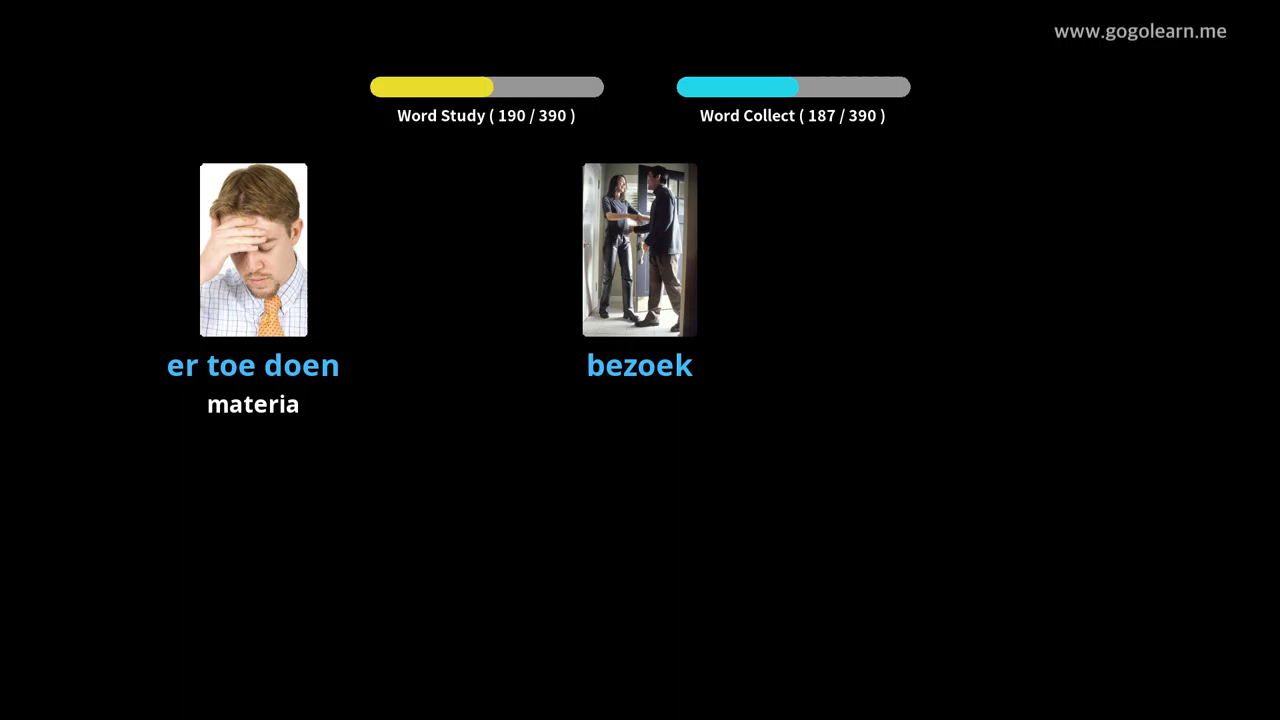 www.gogolearn.me
Word Study ( 190 / 390 )
Word Collect ( 187 / 390 )
er toe doen
materia
bezoek